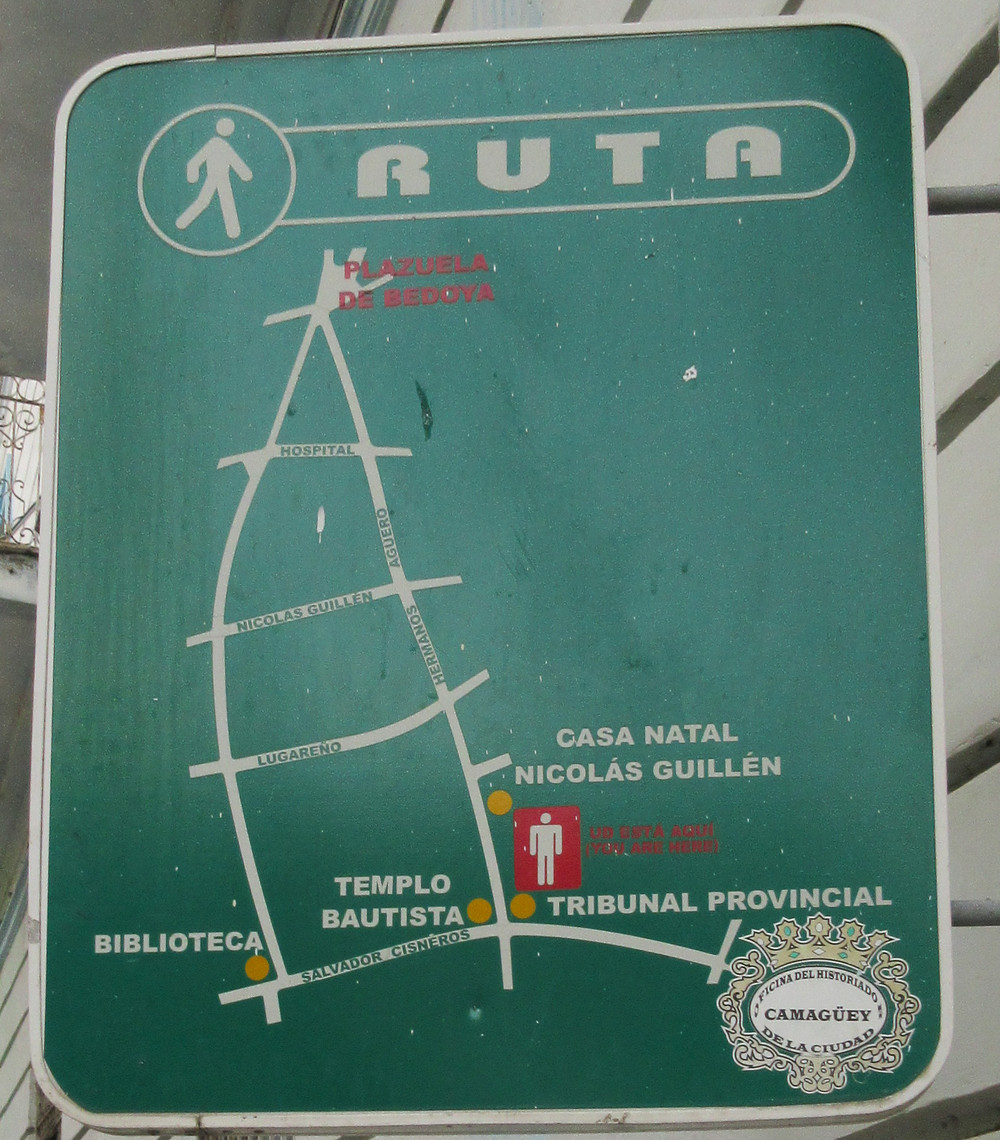 RUTA
PLAZUELA
DE BEDOYA
HOSPITAL
AGÜERO
NICOLAS GUILLÉN
HERMANOS
LUGAREÑO
CASA NATAL
NICOLÁS GUILLÉN
UD ESTA AQUI
(YOU ARE HERE)
TEMPLO
BAUTISTA
TRIBUNAL PROVINCIAL
BIBLIOTECA
SALVADOR CISNEROS
OFICINA DEL HISTORIADOR
CAMAGÜEY
DE LA CIUDAD